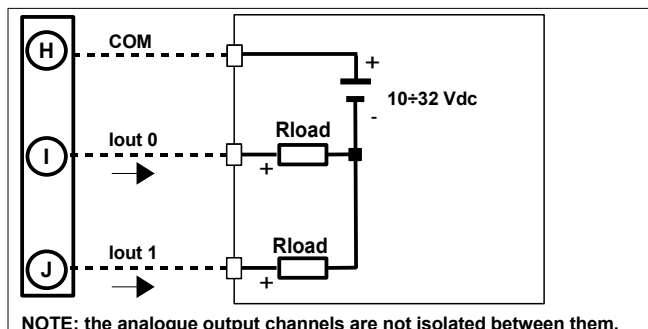 H
COM
+
10÷32 Vdc
-
Rload
Iout 0
I
+
Rload
Iout 1
J
+
NOTE: the analogue output channels are not isolated between them.